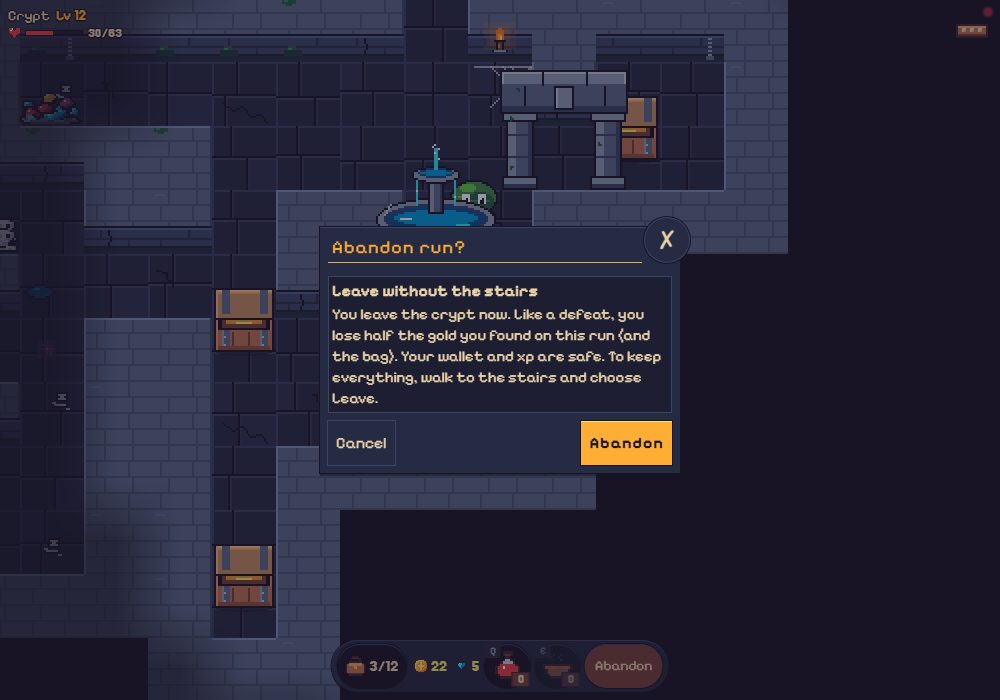 Crypt Lv 12
30/63
Abandon run?
X
Leave without the stairs
You leave the crypt now. Like a defeat, you
lose half the gold you found on this run (and
the bag). Your wallet and xp are safe. To keep
everything, walk to the stairs and choose
Leave.
Cancel
Abandon
3/12
22
5
Q
0
E
0
Abandon